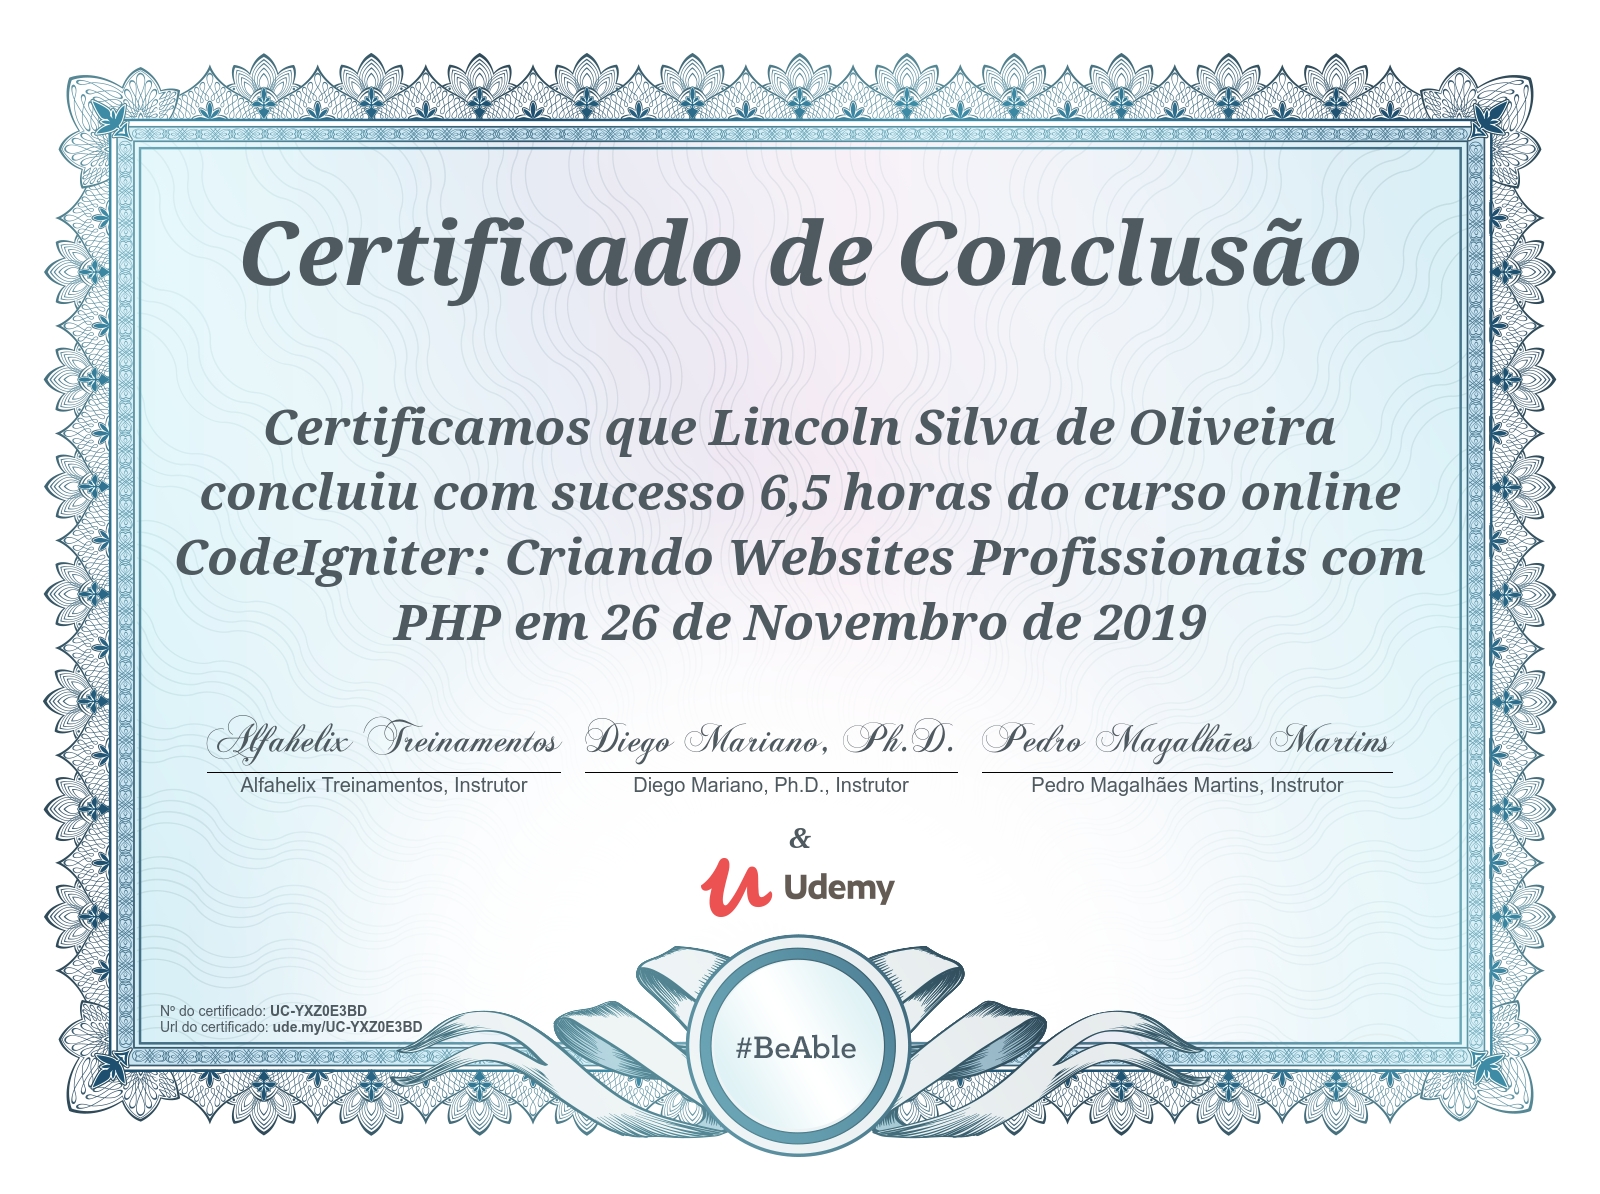 Certificado de Conclusão
Certificamos que Lincoln Silva de Oliveira
concluiu com sucesso 6,5 horas do curso online
CodeIgniter: Criando Websites Profissionais com
PHP em 26 de Novembro de 2019
Alfahelix Treinamentos Diego Mariano, Ph.D. Pedro Magalhães Martins
Alfahelix Treinamentos, Instrutor Diego Mariano, Ph.D., Instrutor Pedro Magalhães Martins, Instrutor
&
Udemy
Nº do certificado: UC-YXZ0E3BD
Url do certificado: ude.my/UC-YXZ0E3BD
#BeAble